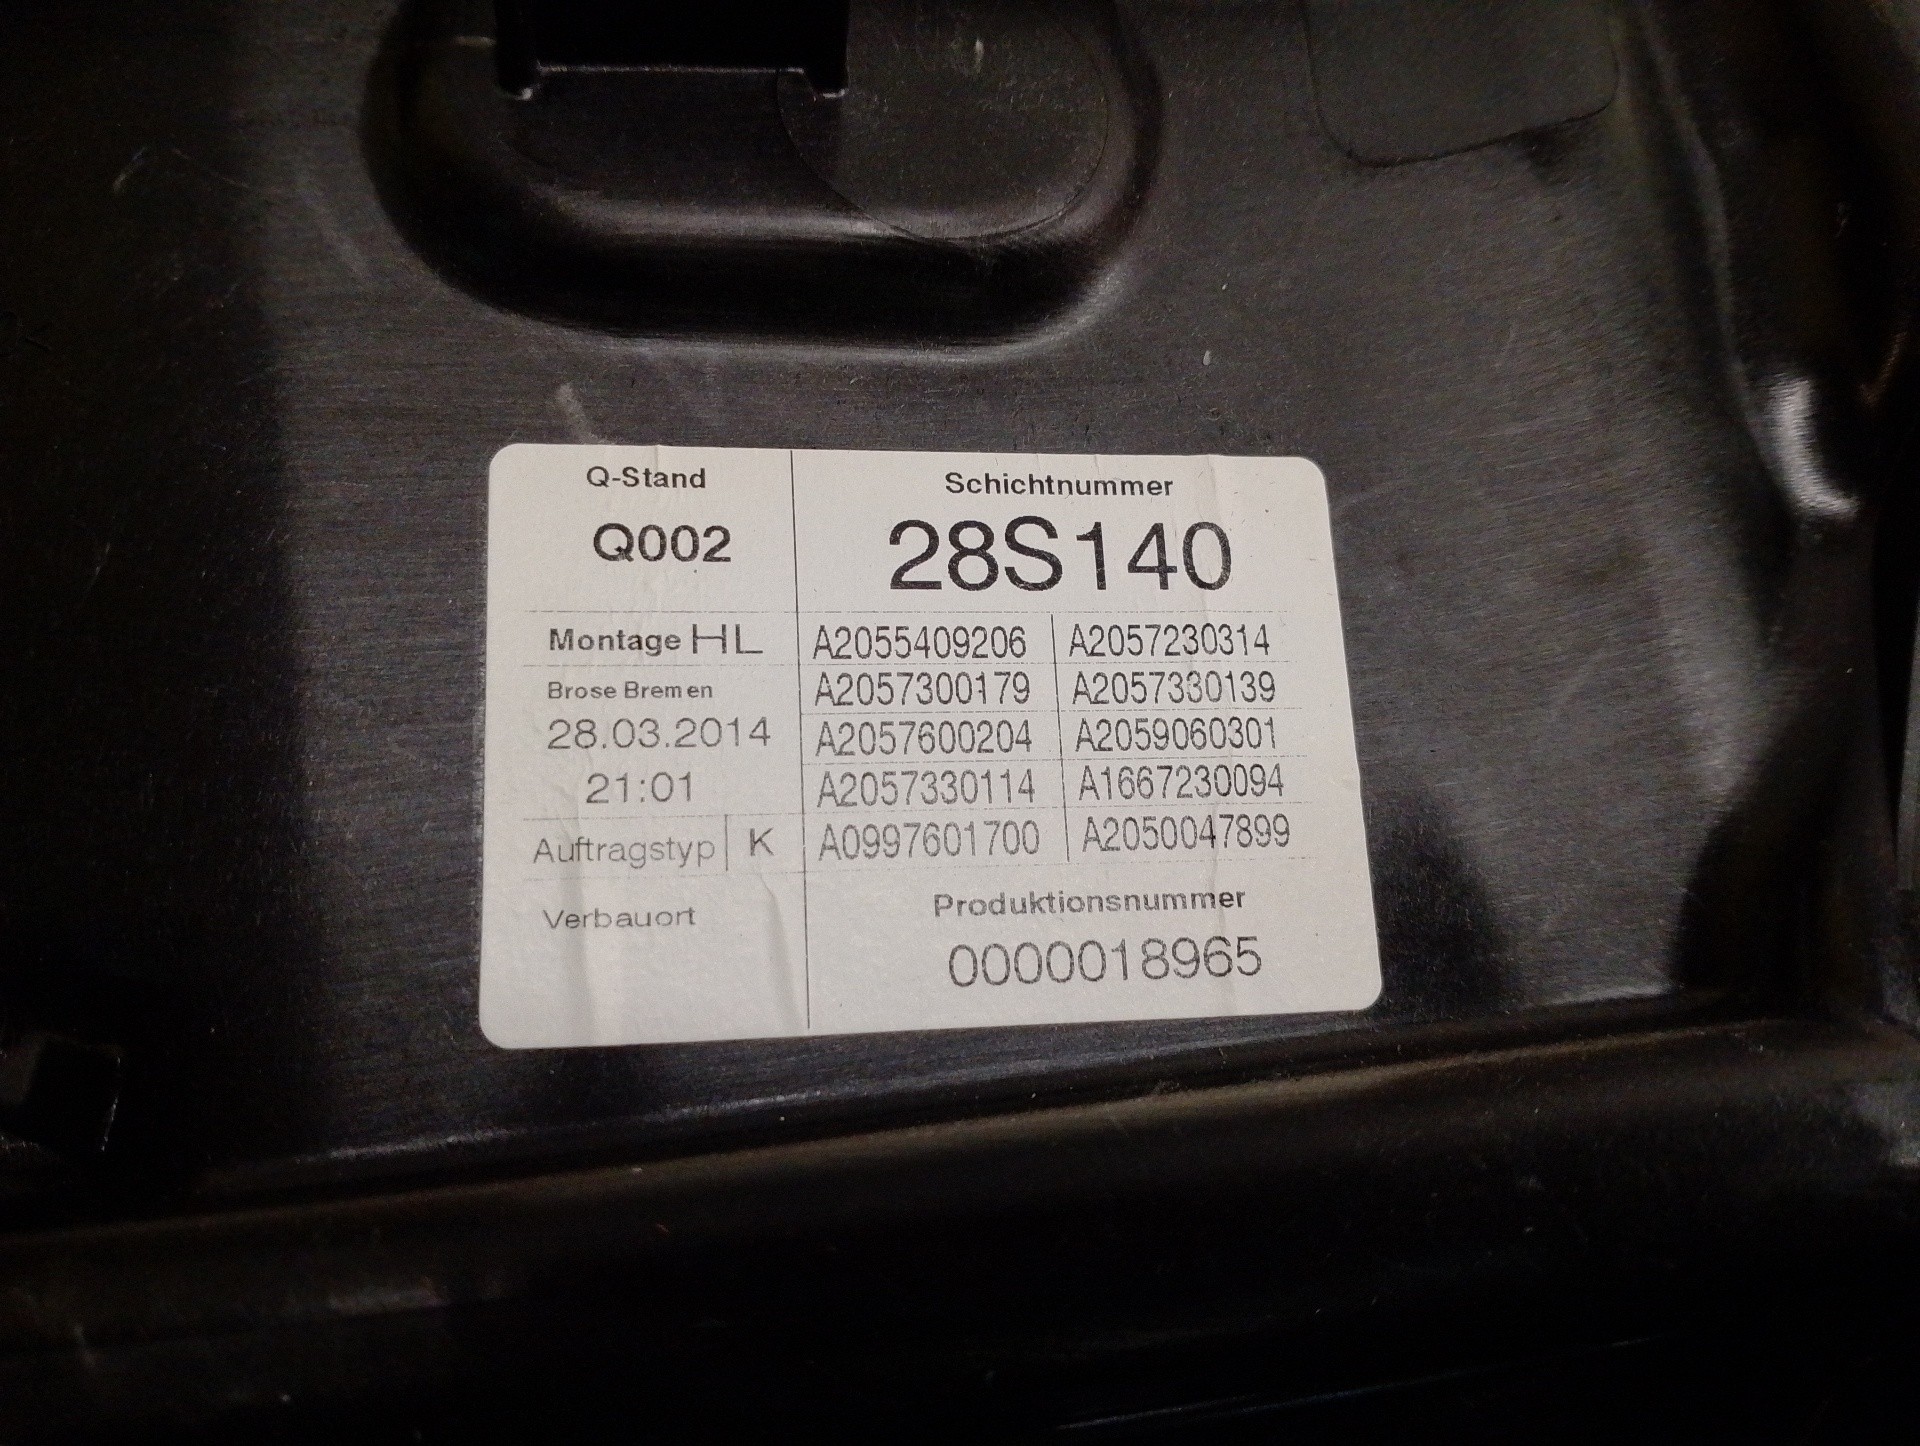 Q-Stand
Q002
Schichtnummer
28S140
Montage HL
Brose Bremen
28.03.2014
21:01
Auftragstyp K
Verbauort
A2055409206 A2057230314
A2057300179 A2057330139
A2057600204 A2059060301
A2057330114 A1667230094
A0997601700 A2050047899
Produktionsnummer
0000018965